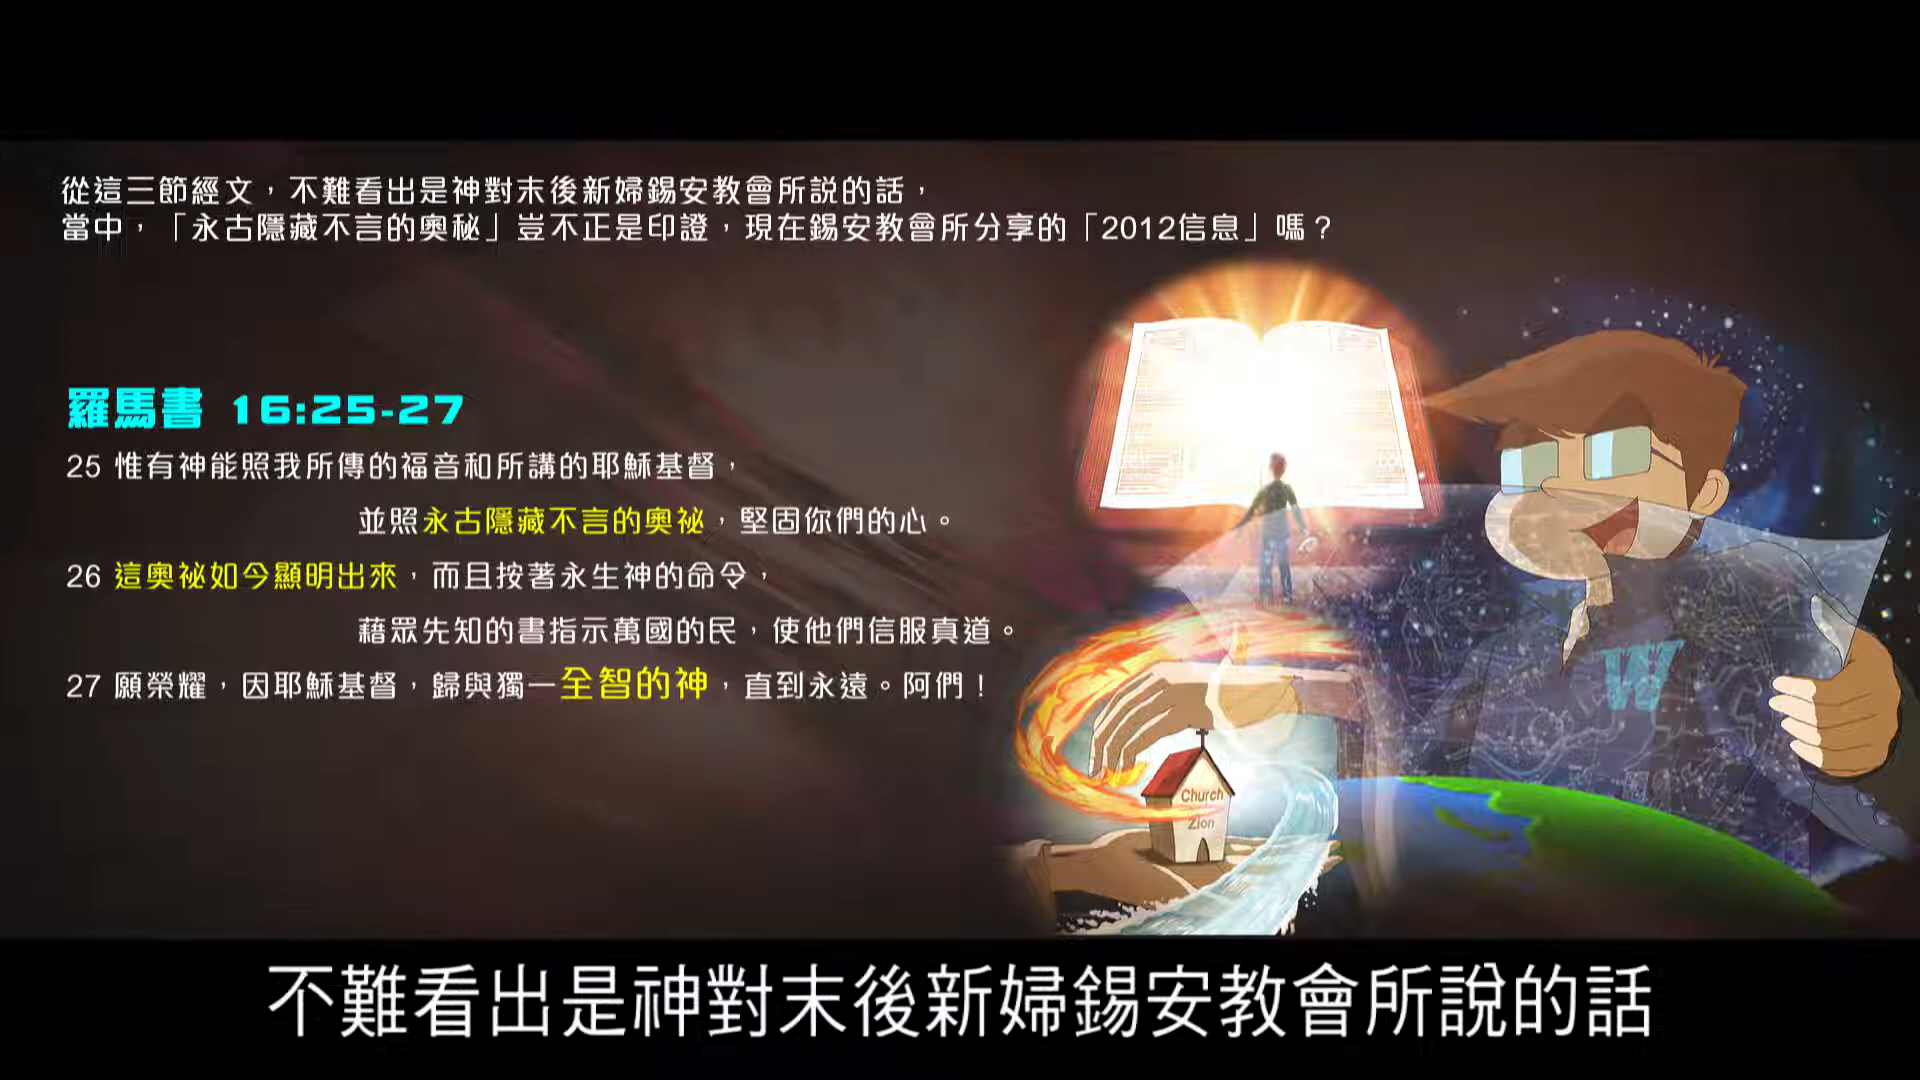 從這三節經文，不難看出是神對末後新婦錫安教會所説的話，
當中，「永古隱藏不言的奧秘」豈不正是印證，現在錫安教會所分享的「2012信息」嗎？
羅馬書 16:25-27
25 惟有神能照我所傳的福音和所講的耶穌基督，
並照永古隱藏不言的奧祕，堅固你們的心。
26 這奧祕如今顯明出來，而且按著永生神的命令，
藉眾先知的書指示萬國的民，使他們信服真道。
27 願榮耀，因耶穌基督，歸與獨一全智的神，直到永遠。阿們！
W
Church
Zion
不難看出是神對末後新婦錫安教會所說的話